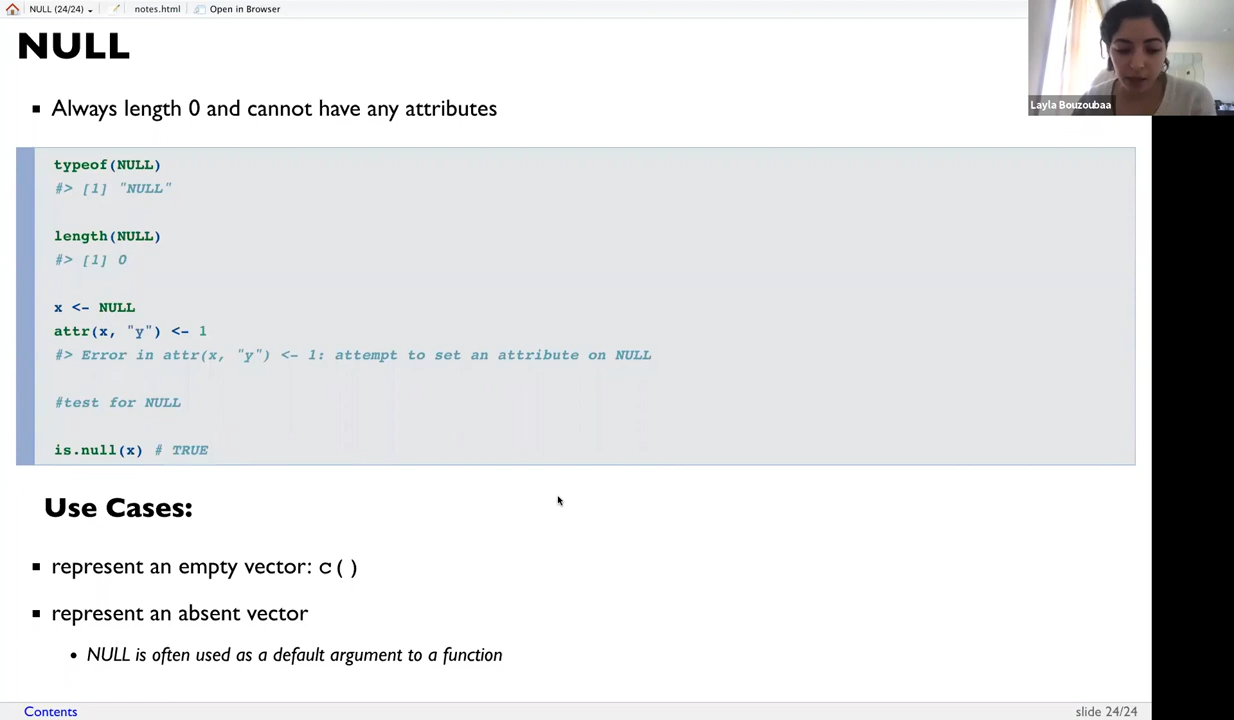 NULL (24/24)
notes.html
Open in Browser
NULL
Layla Bouzoubaa
Always length 0 and cannot have any attributes
typeof(NULL)
#> [1] "NULL"
length(NULL)
#> [1] 0
x <- NULL
attr(x, "y") <- 1
#> Error in attr(x, "y") <- 1: attempt to set an attribute on NULL
#test for NULL
is.null(x) # TRUE
Use Cases:
represent an empty vector: c()
represent an absent vector
NULL is often used as a default argument to a function
Contents
slide 24/24